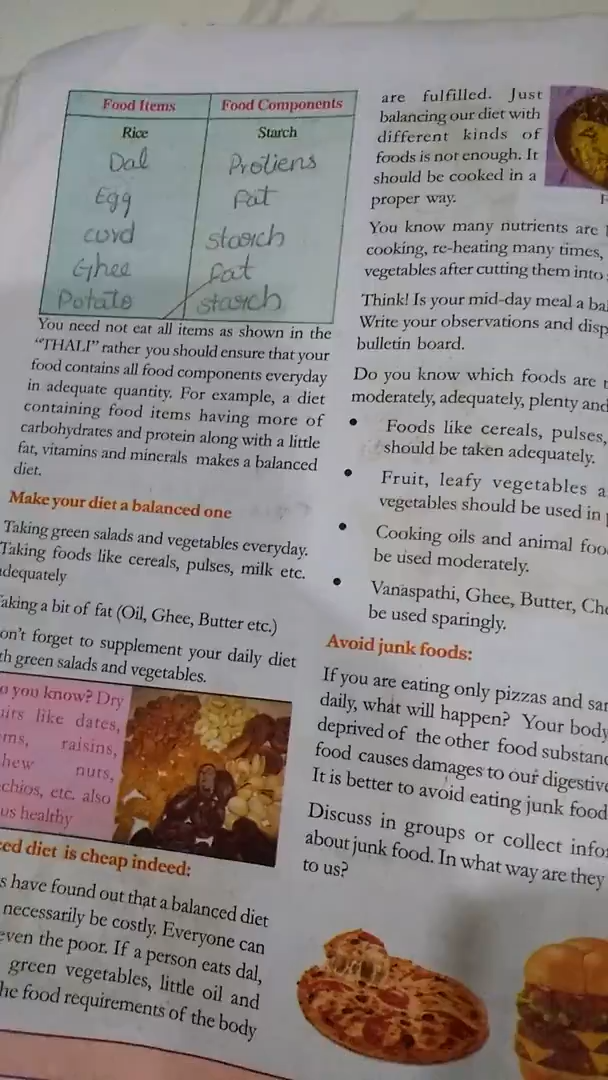 Food Items Food Components
Rice Starch
Dal Protiens
Egg Fat
curd starch
Ghee fat
Potato starch
You need not eat all items as shown in the
“THALI” rather you should ensure that your
food contains all food components everyday
in adequate quantity. For example, a diet
containing food items having more of
carbohydrates and protein along with a little
fat, vitamins and minerals makes a balanced
diet.
Make your diet a balanced one
Taking green salads and vegetables everyday.
Taking foods like cereals, pulses, milk etc.
dequately
aking a bit of fat (Oil, Ghee, Butter etc.)
on't forget to supplement your daily diet
th green salads and vegetables.
o you know? Dry
uits like dates,
ms, raisins,
hew nuts,
chios, etc. also
us healthy
ced diet is cheap indeed:
s have found out that a balanced diet
necessarily be costly. Everyone can
even the poor. If a person eats dal,
green vegetables, little oil and
he food requirements of the body
are fulfilled. Just
balancing our diet with
different kinds of
foods is not enough. It
should be cooked in a
proper way.
You know many nutrients are
cooking, re-heating many times,
vegetables after cutting them into
Think! Is your mid-day meal a ba
Write your observations and disp
bulletin board.
Do you know which foods are
moderately, adequately, plenty and
• Foods like cereals, pulses,
should be taken adequately.
• Fruit, leafy vegetables a
vegetables should be used in
• Cooking oils and animal foo
be used moderately.
• Vanaspathi, Ghee, Butter, Che
be used sparingly.
Avoid junk foods:
If you are eating only pizzas and sa
daily, what will happen? Your body
deprived of the other food substan
food causes damages to our digestiv
It is better to avoid eating junk food
Discuss in groups or collect info
about junk food. In what way are they
to us?